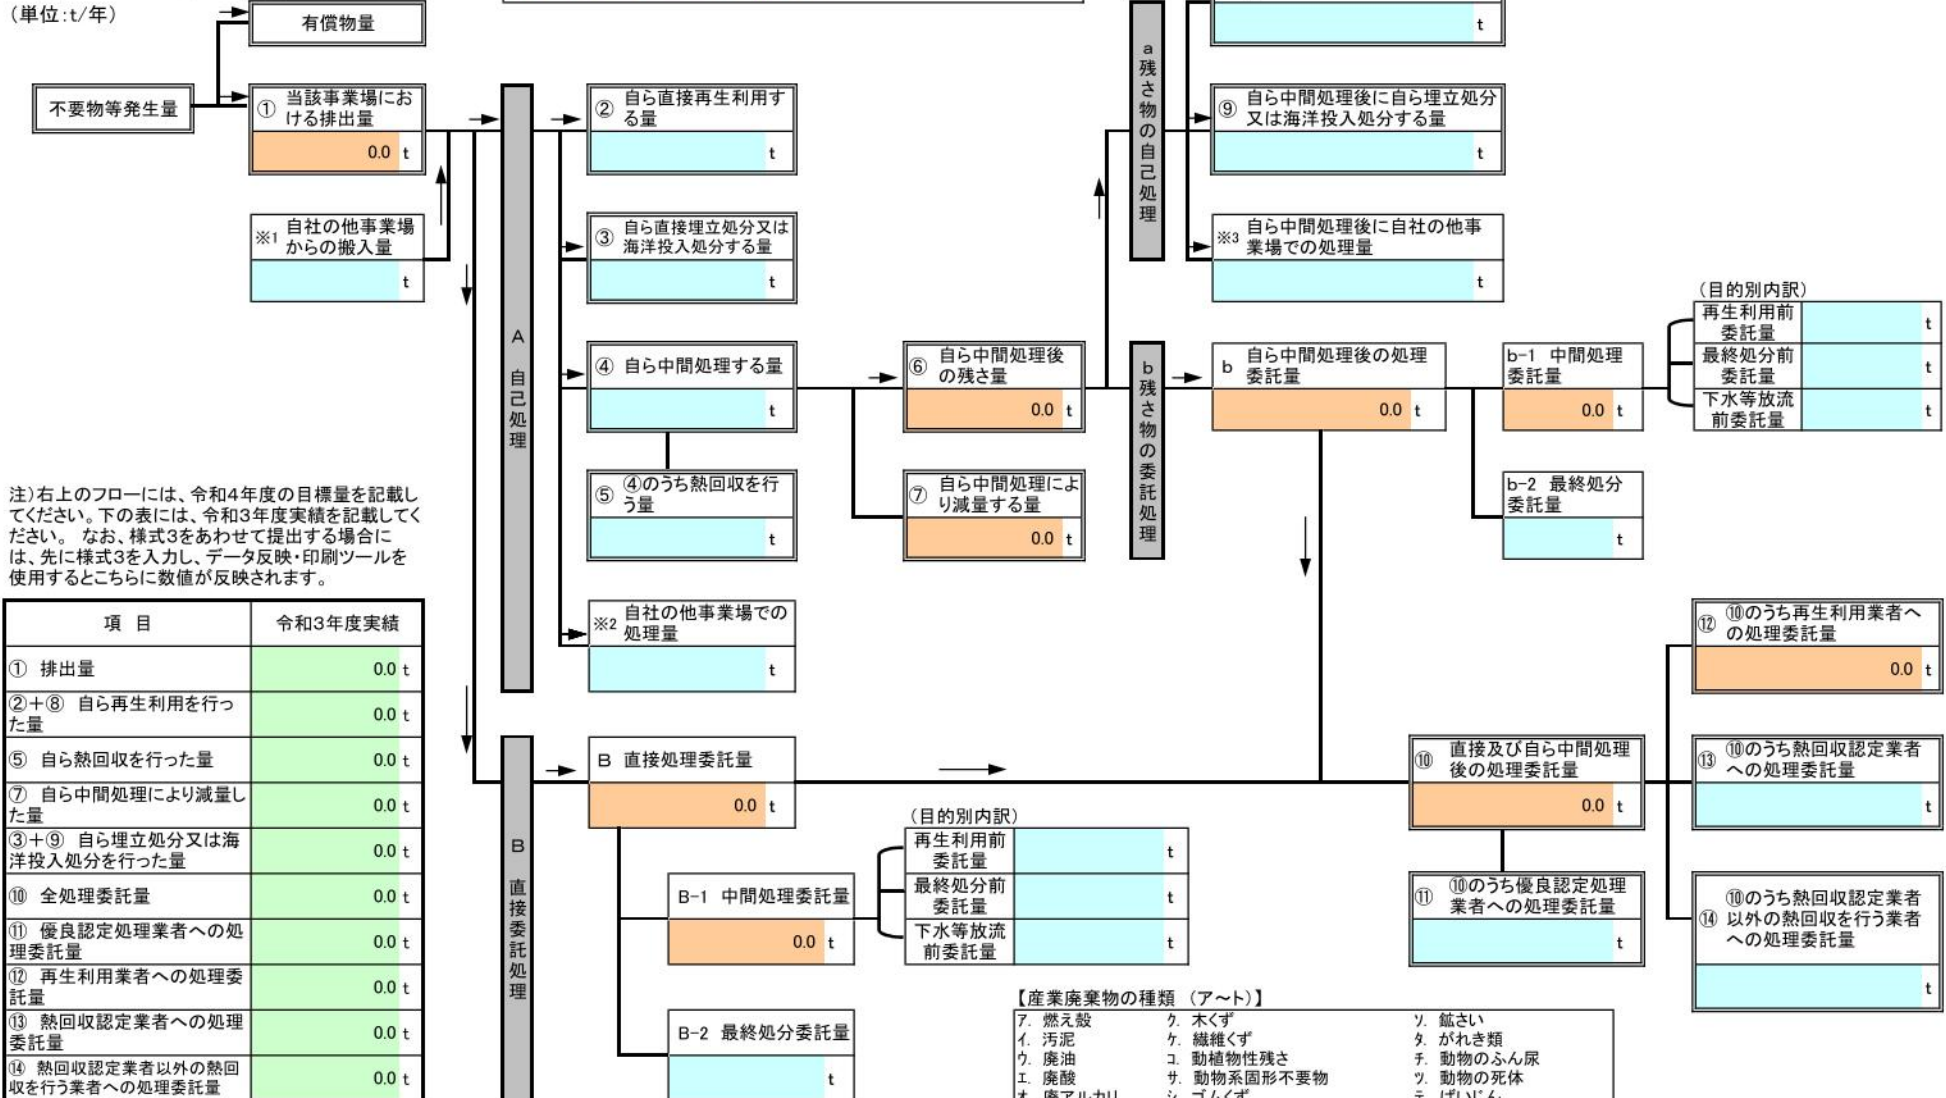 (単位:t/年)
有償物量
t
不要物等発生量
① 当該事業場にお
ける排出量
0.0 t
② 自ら直接再生利用す
る量
t
a 残さ物の自己処理
⑨ 自ら中間処理後に自ら埋立処分
又は海洋投入処分する量
t
※1 自社の他事業場
からの搬入量
t
③ 自ら直接埋立処分又は
海洋投入処分する量
t
※3 自ら中間処理後に自社の他事
業場での処理量
t
A 自己処理
④ 自ら中間処理する量
t
⑥ 自ら中間処理後
の残さ量
0.0 t
b 残さ物の委託処理
b 自ら中間処理後の処理
委託量
0.0 t
b-1 中間処理
委託量
0.0 t
(目的別内訳)
再生利用前
委託量
t
最終処分前
委託量
t
下水等放流
前委託量
t
⑤ ④のうち熱回収を行
う量
t
⑦ 自ら中間処理によ
り減量する量
0.0 t
b-2 最終処分
委託量
t
注)右上のフローには、令和4年度の目標量を記載し
てください。下の表には、令和3年度実績を記載してく
ださい。 なお、様式3をあわせて提出する場合に
は、先に様式3を入力し、データ反映・印刷ツールを
使用するとこちらに数値が反映されます。
※2 自社の他事業場での
処理量
t
項 目 令和3年度実績
① 排出量 0.0 t
②+⑧ 自ら再生利用を行っ
た量 0.0 t
⑤ 自ら熱回収を行った量 0.0 t
⑦ 自ら中間処理により減量し
た量 0.0 t
③+⑨ 自ら埋立処分又は海
洋投入処分を行った量 0.0 t
⑩ 全処理委託量 0.0 t
⑪ 優良認定処理業者への処
理委託量 0.0 t
⑫ 再生利用業者への処理委
託量 0.0 t
⑬ 熱回収認定業者への処理
委託量 0.0 t
⑭ 熱回収認定業者以外の熱回
収を行う業者への処理委託量 0.0 t
B 直接委託処理
B 直接処理委託量
0.0 t
B-1 中間処理委託量
0.0 t
(目的別内訳)
再生利用前
委託量
t
最終処分前
委託量
t
下水等放流
前委託量
t
B-2 最終処分委託量
t
⑩ 直接及び自ら中間処理
後の処理委託量
0.0 t
⑪ ⑩のうち優良認定処理
業者への処理委託量
t
⑫ ⑩のうち再生利用業者へ
の処理委託量
0.0 t
⑬ ⑩のうち熱回収認定業者
への処理委託量
t
⑭ ⑩のうち熱回収認定業者
以外の熱回収を行う業者
への処理委託量
t
【産業廃棄物の種類 (ア~ト)】
ア. 燃え殻 ク. 木くず ソ. 鉱さい
イ. 汚泥 ケ. 繊維くず タ. がれき類
ウ. 廃油 コ. 動植物性残さ チ. 動物のふん尿
エ. 廃酸 サ. 動物系固形不要物 ツ. 動物の死体
オ. 廃アルカリ シ. ゴムくず テ. ばいじん